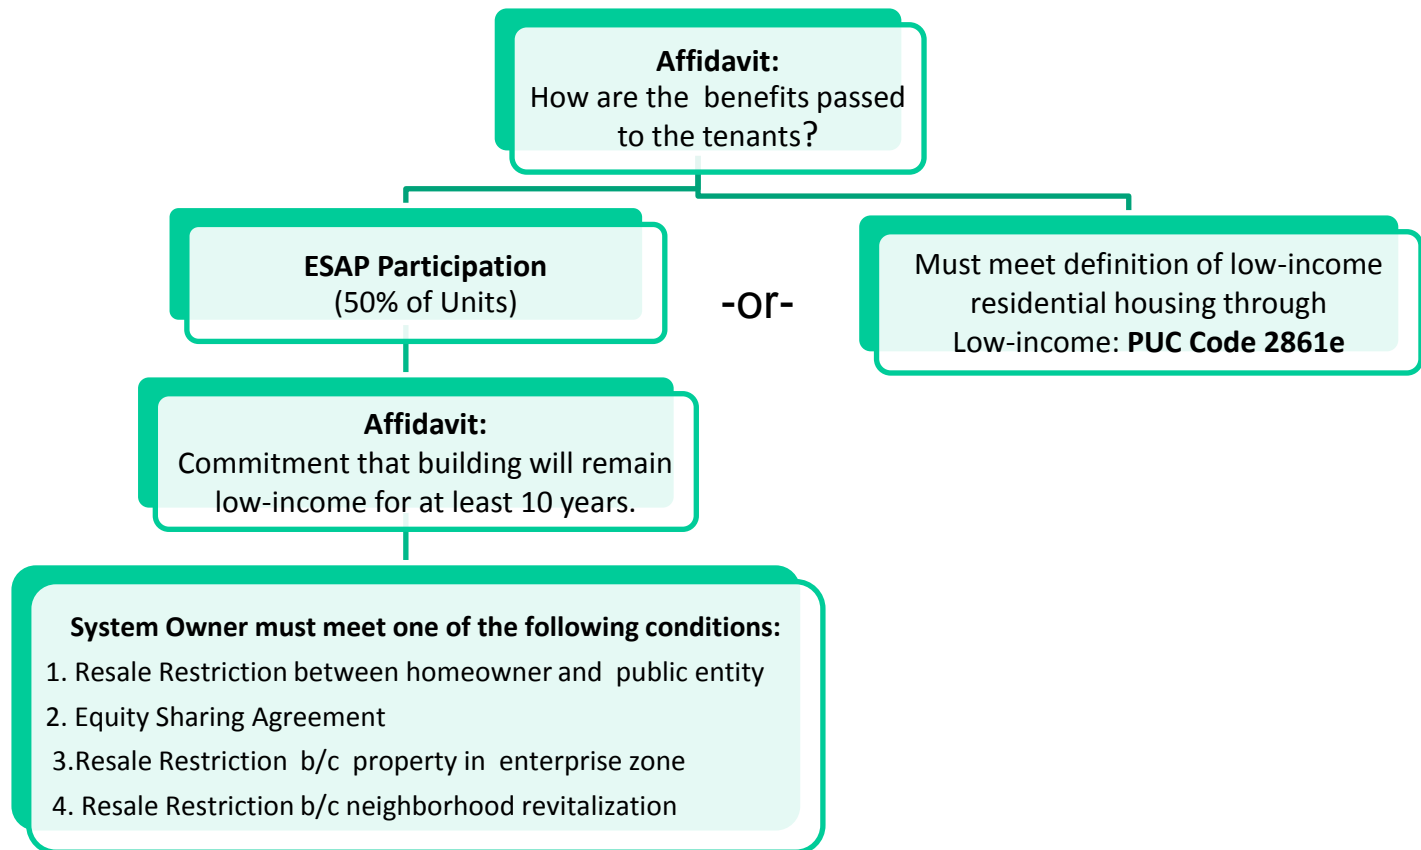 Affidavit:
How are the benefits passed
to the tenants?
ESAP Participation
(50% of Units)
-or-
Must meet definition of low-income
residential housing through
Low-income: PUC Code 2861e
Affidavit:
Commitment that building will remain
low-income for at least 10 years.
System Owner must meet one of the following conditions:
1. Resale Restriction between homeowner and public entity
2. Equity Sharing Agreement
3.Resale Restriction b/c property in enterprise zone
4. Resale Restriction b/c neighborhood revitalization